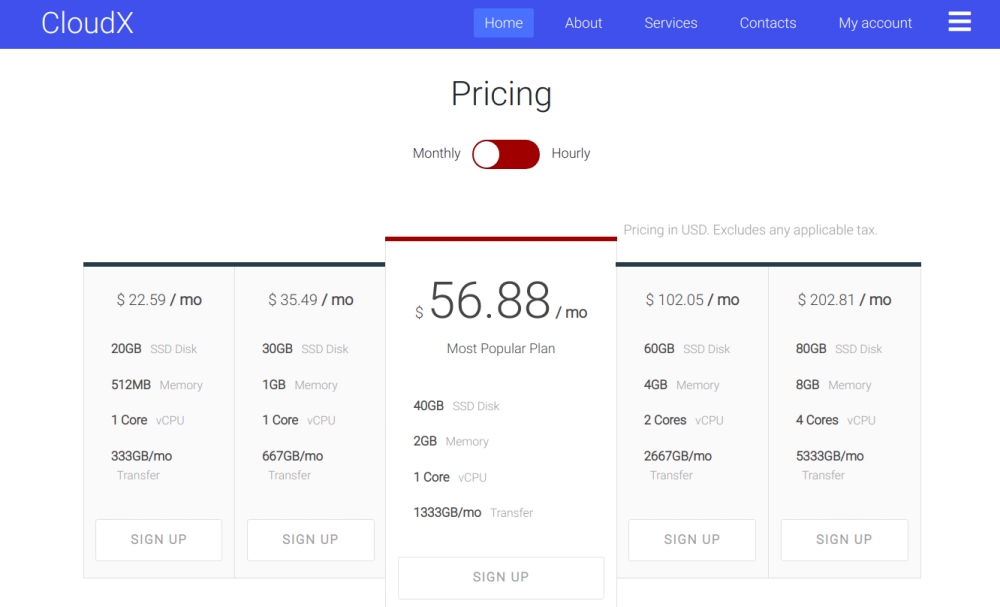 CloudX
Home About Services Contacts My account
Pricing
Monthly Hourly
Pricing in USD. Excludes any applicable tax.
$ 22.59 / mo
20GB SSD Disk
512MB Memory
1 Core vCPU
333GB/mo
Transfer
SIGN UP
$ 35.49 / mo
30GB SSD Disk
1GB Memory
1 Core vCPU
667GB/mo
Transfer
SIGN UP
$ 56.88 / mo
Most Popular Plan
40GB SSD Disk
2GB Memory
1 Core vCPU
1333GB/mo Transfer
SIGN UP
$ 102.05 / mo
60GB SSD Disk
4GB Memory
2 Cores vCPU
2667GB/mo
Transfer
SIGN UP
$ 202.81 / mo
80GB SSD Disk
8GB Memory
4 Cores vCPU
5333GB/mo
Transfer
SIGN UP